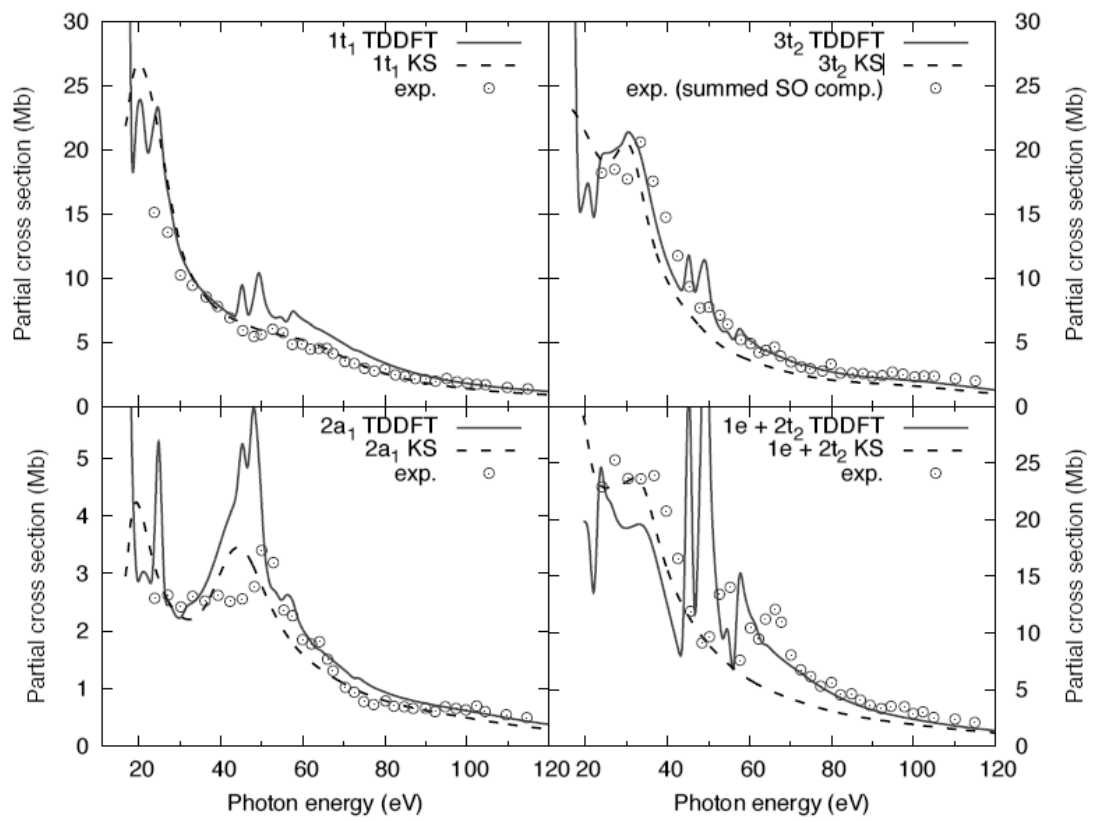 30
25
20
15
10
5
0
Partial cross section (Mb)
1t1 TDDFT
1t1 KS
exp.
3t2 TDDFT
3t2 KS
exp. (summed SO comp.)
30
25
20
15
10
5
0
Partial cross section (Mb)
5
4
3
2
1
0
Partial cross section (Mb)
2a1 TDDFT
2a1 KS
exp.
1e + 2t2 TDDFT
1e + 2t2 KS
exp.
25
20
15
10
5
0
Partial cross section (Mb)
20 40 60 80 100 120 20 40 60 80 100 120
Photon energy (eV) Photon energy (eV)